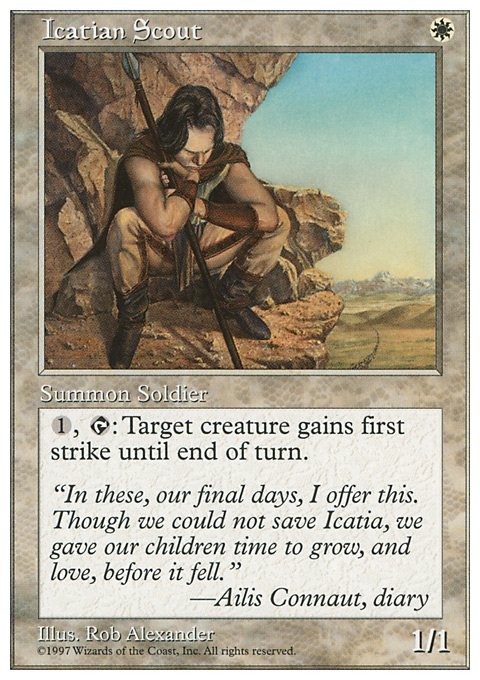 Icatian Scout
Summon Soldier
1, : Target creature gains first
strike until end of turn.
"In these, our final days, I offer this.
Though we could not save Icatia, we
gave our children time to grow, and
love, before it fell."
—Ailis Connaut, diary
Illus. Rob Alexander
1/1
©1997 Wizards of the Coast, Inc. All rights reserved.